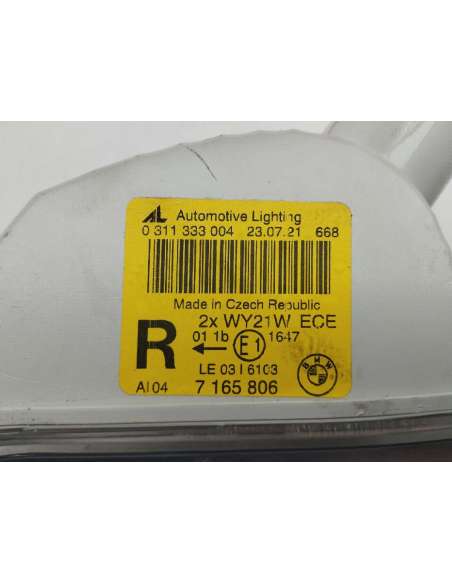 AL Automotive Lighting
0 311 333 004 23.07.21 668
Made in Czech Republic
2x WY21W ECE
R 01 1b E1 1647
LE 03 I 6103
AI 04 7 165 806 BMW